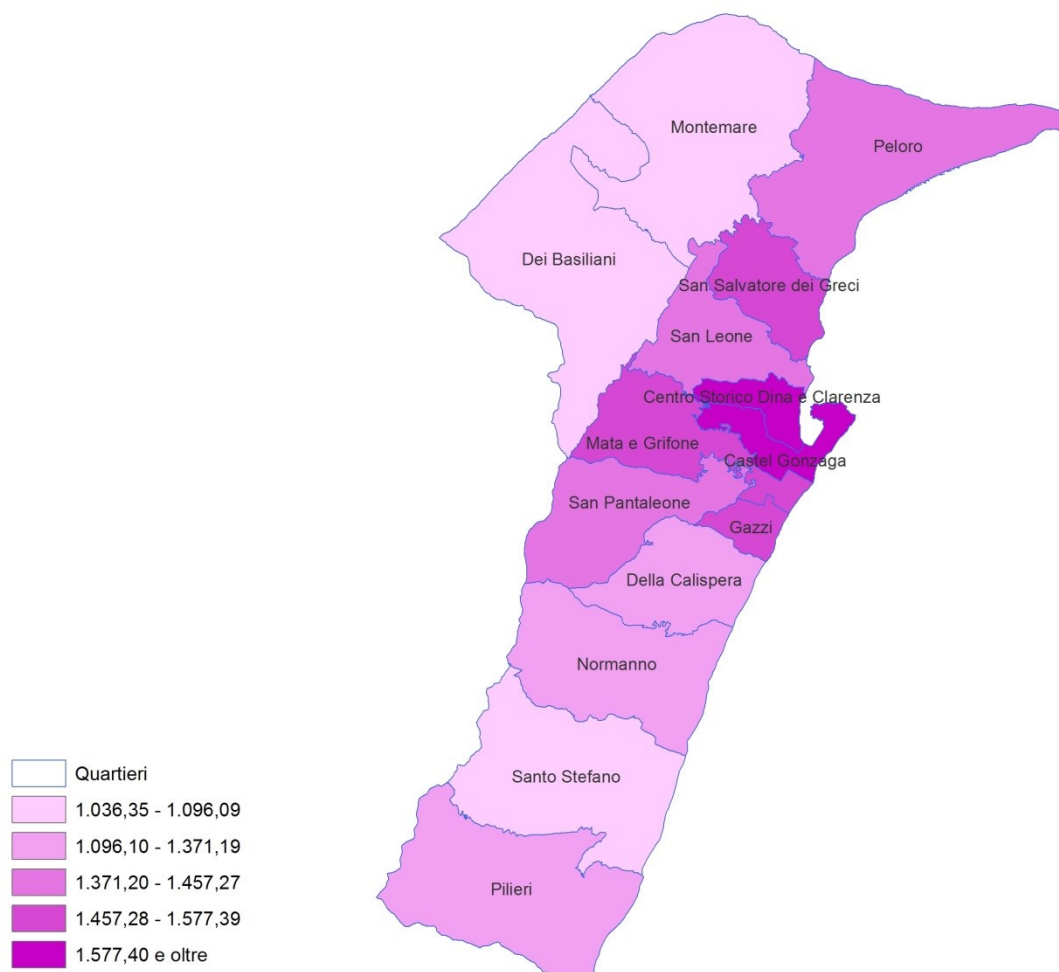 Montemare
Peloro
Dei Basiliani
San Salvatore dei Greci
San Leone
Centro Storico Dina e Clarenza
Mata e Grifone
Castel Gonzaga
San Pantaleone
Gazzi
Della Calispera
Normanno
Santo Stefano
Pilieri
Quartieri
1.036,35 - 1.096,09
1.096,10 - 1.371,19
1.371,20 - 1.457,27
1.457,28 - 1.577,39
1.577,40 e oltre